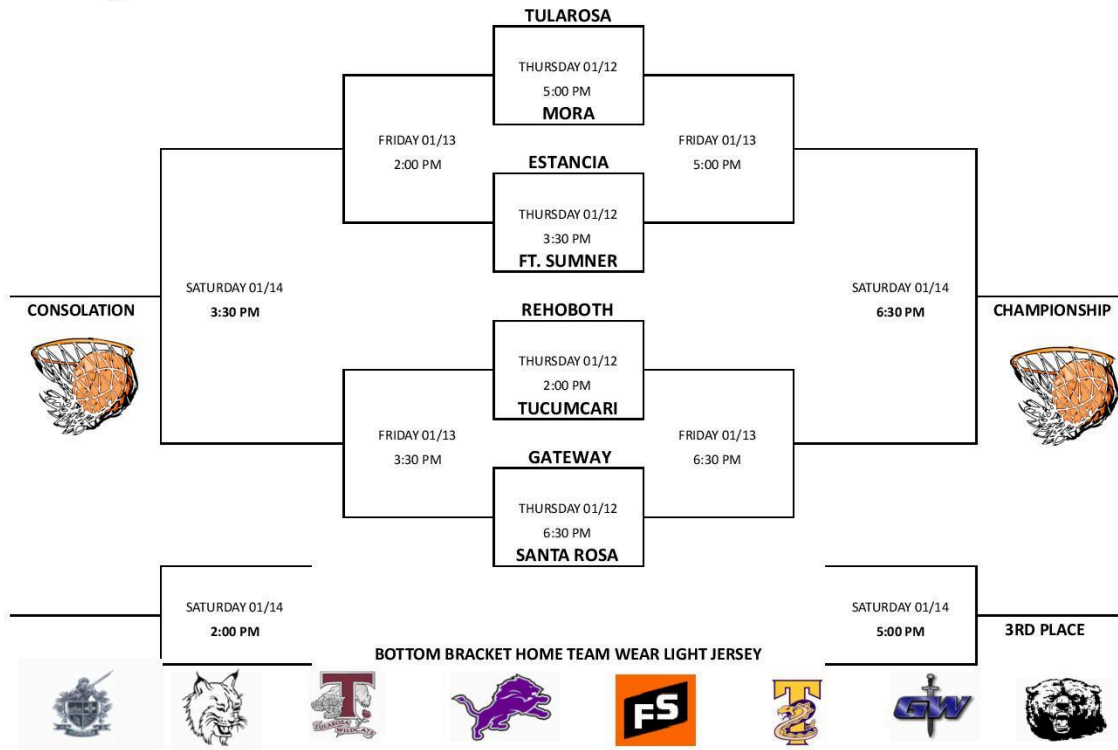 TULAROSA
THURSDAY 01/12
5:00 PM
MORA
FRIDAY 01/13
2:00 PM
FRIDAY 01/13
5:00 PM
ESTANCIA
THURSDAY 01/12
3:30 PM
FT. SUMNER
SATURDAY 01/14
3:30 PM
SATURDAY 01/14
6:30 PM
CONSOLATION
CHAMPIONSHIP
REHOBOTH
THURSDAY 01/12
2:00 PM
TUCUMCARI
FRIDAY 01/13
3:30 PM
FRIDAY 01/13
6:30 PM
GATEWAY
THURSDAY 01/12
6:30 PM
SANTA ROSA
SATURDAY 01/14
2:00 PM
SATURDAY 01/14
5:00 PM
3RD PLACE
BOTTOM BRACKET HOME TEAM WEAR LIGHT JERSEY
T
TULAROSA
WILDCATS
FS
T
GW